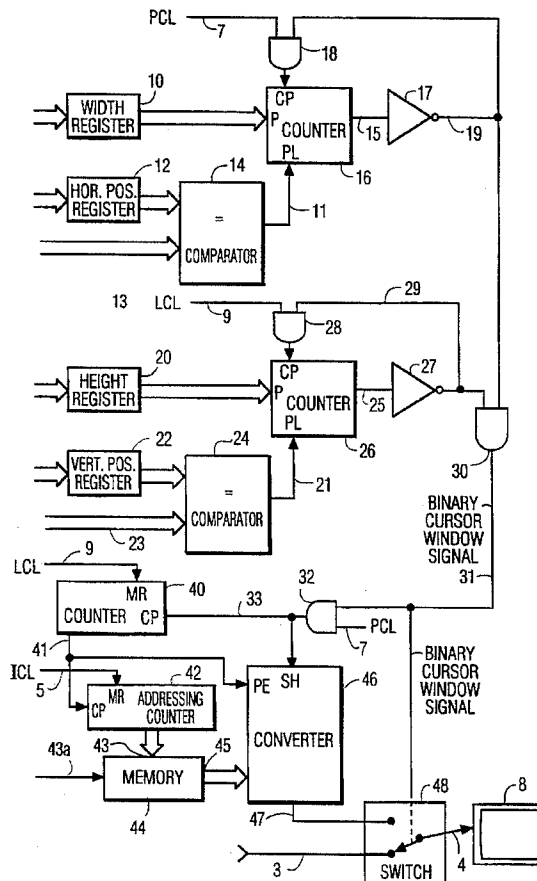 PCL
7
18
10
WIDTH
REGISTER
CP
P
COUNTER
PL
15
17
19
16
12
HOR. POS.
REGISTER
14
=
COMPARATOR
11
13
LCL
9
29
28
20
HEIGHT
REGISTER
CP
P
COUNTER
PL
25
27
26
30
22
VERT. POS.
REGISTER
24
=
COMPARATOR
21
23
BINARY
CURSOR
WINDOW
SIGNAL
31
9
LCL
40
MR
COUNTER
CP
33
32
7
PCL
41
ICL
5
42
MR
ADDRESSING
CP
COUNTER
PE
SH
46
CONVERTER
BINARY
CURSOR
WINDOW
SIGNAL
43
43a
45
MEMORY
44
47
48
8
3
SWITCH
4